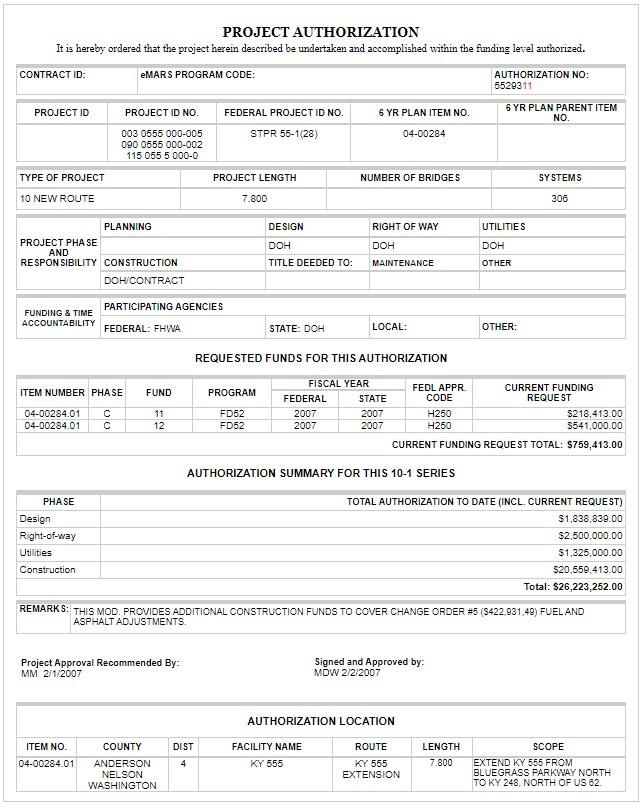 PROJECT AUTHORIZATION
It is hereby ordered that the project herein described be undertaken and accomplished within the funding level authorized.
CONTRACT ID: eMARS PROGRAM CODE: AUTHORIZATION NO:
5529311
PROJECT ID PROJECT ID NO. FEDERAL PROJECT ID NO. 6 YR PLAN ITEM NO. 6 YR PLAN PARENT ITEM NO.
003 0555 000-005 STPR 55-1(28) 04-00284
090 0555 000-002
115 055 5 000-0
TYPE OF PROJECT PROJECT LENGTH NUMBER OF BRIDGES SYSTEMS
10 NEW ROUTE 7.800 306
PROJECT PHASE AND RESPONSIBILITY
PLANNING DESIGN RIGHT OF WAY UTILITIES
DOH DOH DOH
CONSTRUCTION TITLE DEEDED TO: MAINTENANCE OTHER
DOH/CONTRACT
FUNDING & TIME ACCOUNTABILITY
PARTICIPATING AGENCIES
FEDERAL: FHWA STATE: DOH LOCAL: OTHER:
REQUESTED FUNDS FOR THIS AUTHORIZATION
ITEM NUMBER PHASE FUND PROGRAM FISCAL YEAR FEDL APPR. CODE CURRENT FUNDING REQUEST
FEDERAL STATE
04-00284.01 C 11 FD52 2007 2007 H250 $218,413.00
04-00284.01 C 12 FD52 2007 2007 H250 $541,000.00
CURRENT FUNDING REQUEST TOTAL: $759,413.00
AUTHORIZATION SUMMARY FOR THIS 10-1 SERIES
PHASE TOTAL AUTHORIZATION TO DATE (INCL. CURRENT REQUEST)
Design $1,838,839.00
Right-of-way $2,500,000.00
Utilities $1,325,000.00
Construction $20,559,413.00
Total: $26,223,252.00
REMARKS: THIS MOD. PROVIDES ADDITIONAL CONSTRUCTION FUNDS TO COVER CHANGE ORDER #5 ($422,931,49) FUEL AND
ASPHALT ADJUSTMENTS.
Project Approval Recommended By: Signed and Approved by:
MM 2/1/2007 MDW 2/2/2007
AUTHORIZATION LOCATION
ITEM NO. COUNTY DIST FACILITY NAME ROUTE LENGTH SCOPE
04-00284.01 ANDERSON 4 KY 555 KY 555 7.800 EXTEND KY 555 FROM
NELSON EXTENSION BLUEGRASS PARKWAY NORTH
WASHINGTON TO KY 248, NORTH OF US 62.